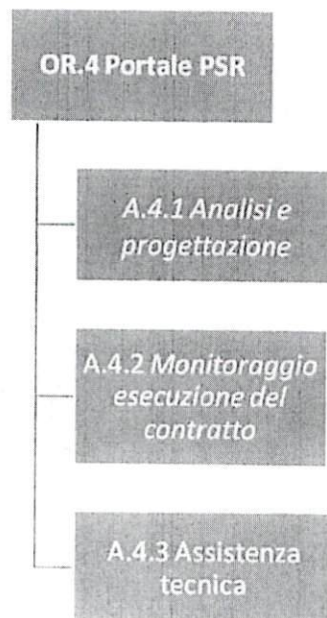 OR.4 Portale PSR
A.4.1 Analisi e
progettazione
A.4.2 Monitoraggio
esecuzione del
contratto
A.4.3 Assistenza
tecnica